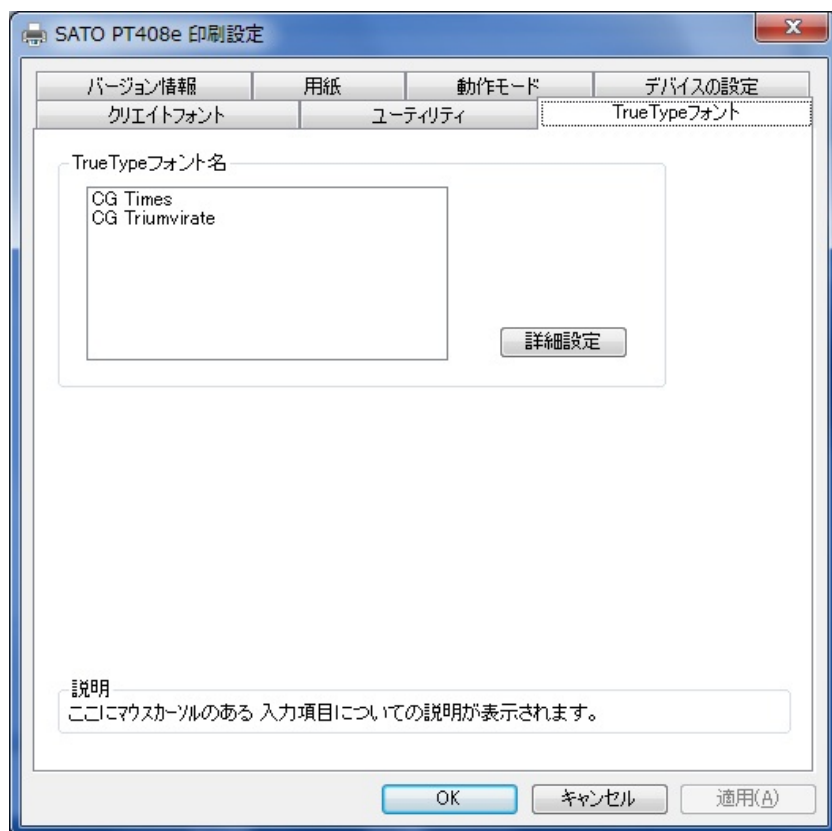 SATO PT408e 印刷設定
バージョン情報 用紙 動作モード デバイスの設定
クリエイトフォント ユーティリティ TrueTypeフォント
TrueTypeフォント名
CG Times
CG Triumvirate
詳細設定
説明
ここにマウスカーソルのある 入力項目についての説明が表示されます。
OK キャンセル 適用(A)